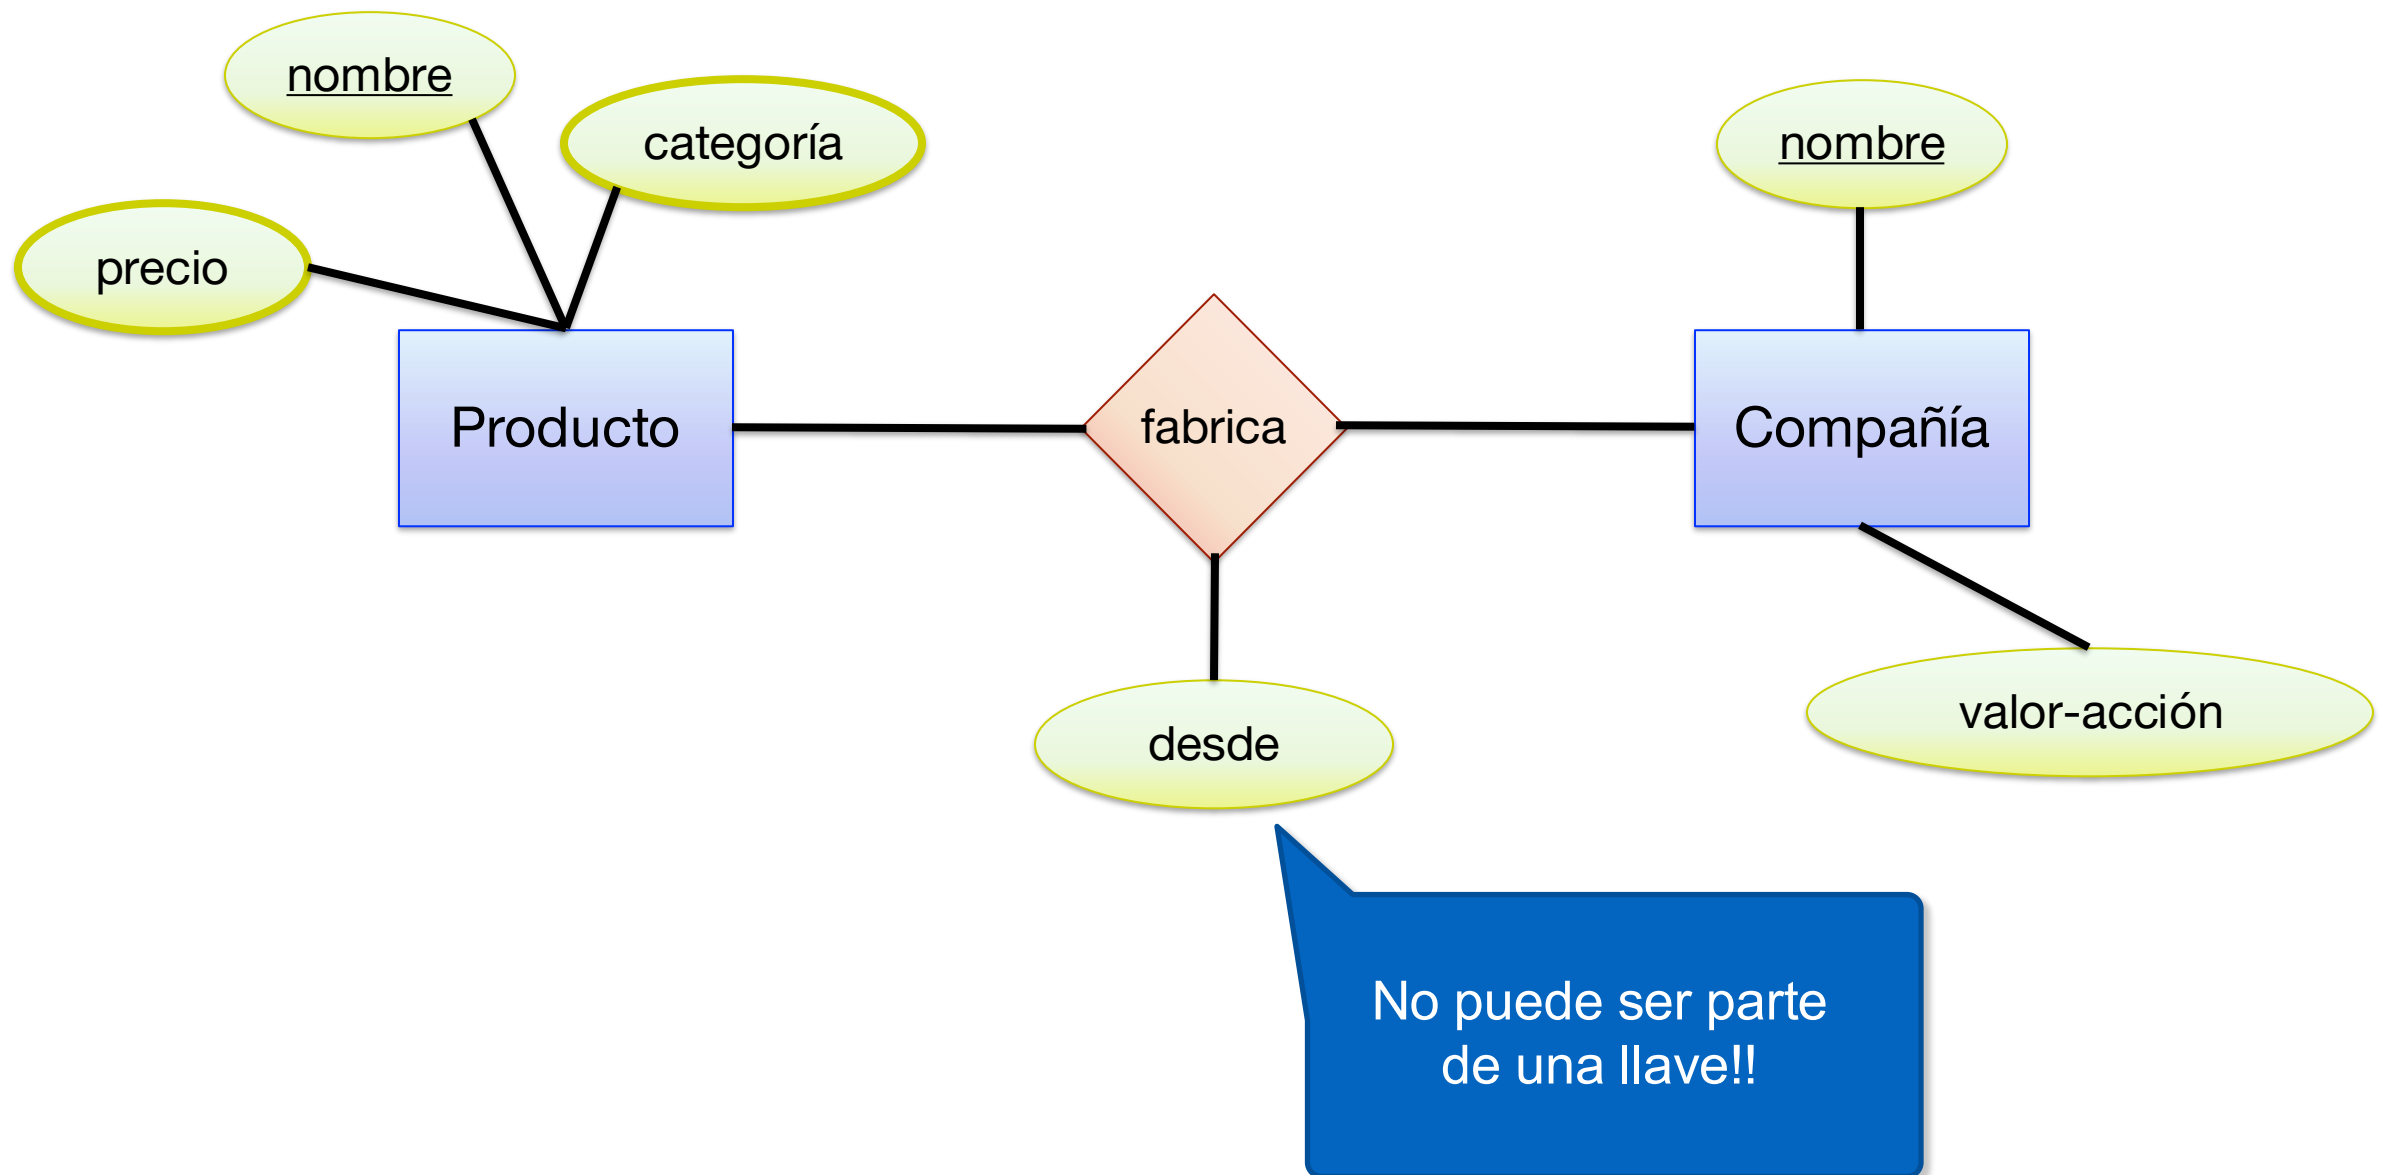 nombre
categoría
precio
nombre
Producto
fabrica
Compañía
desde
valor-acción
No puede ser parte
de una llave!!